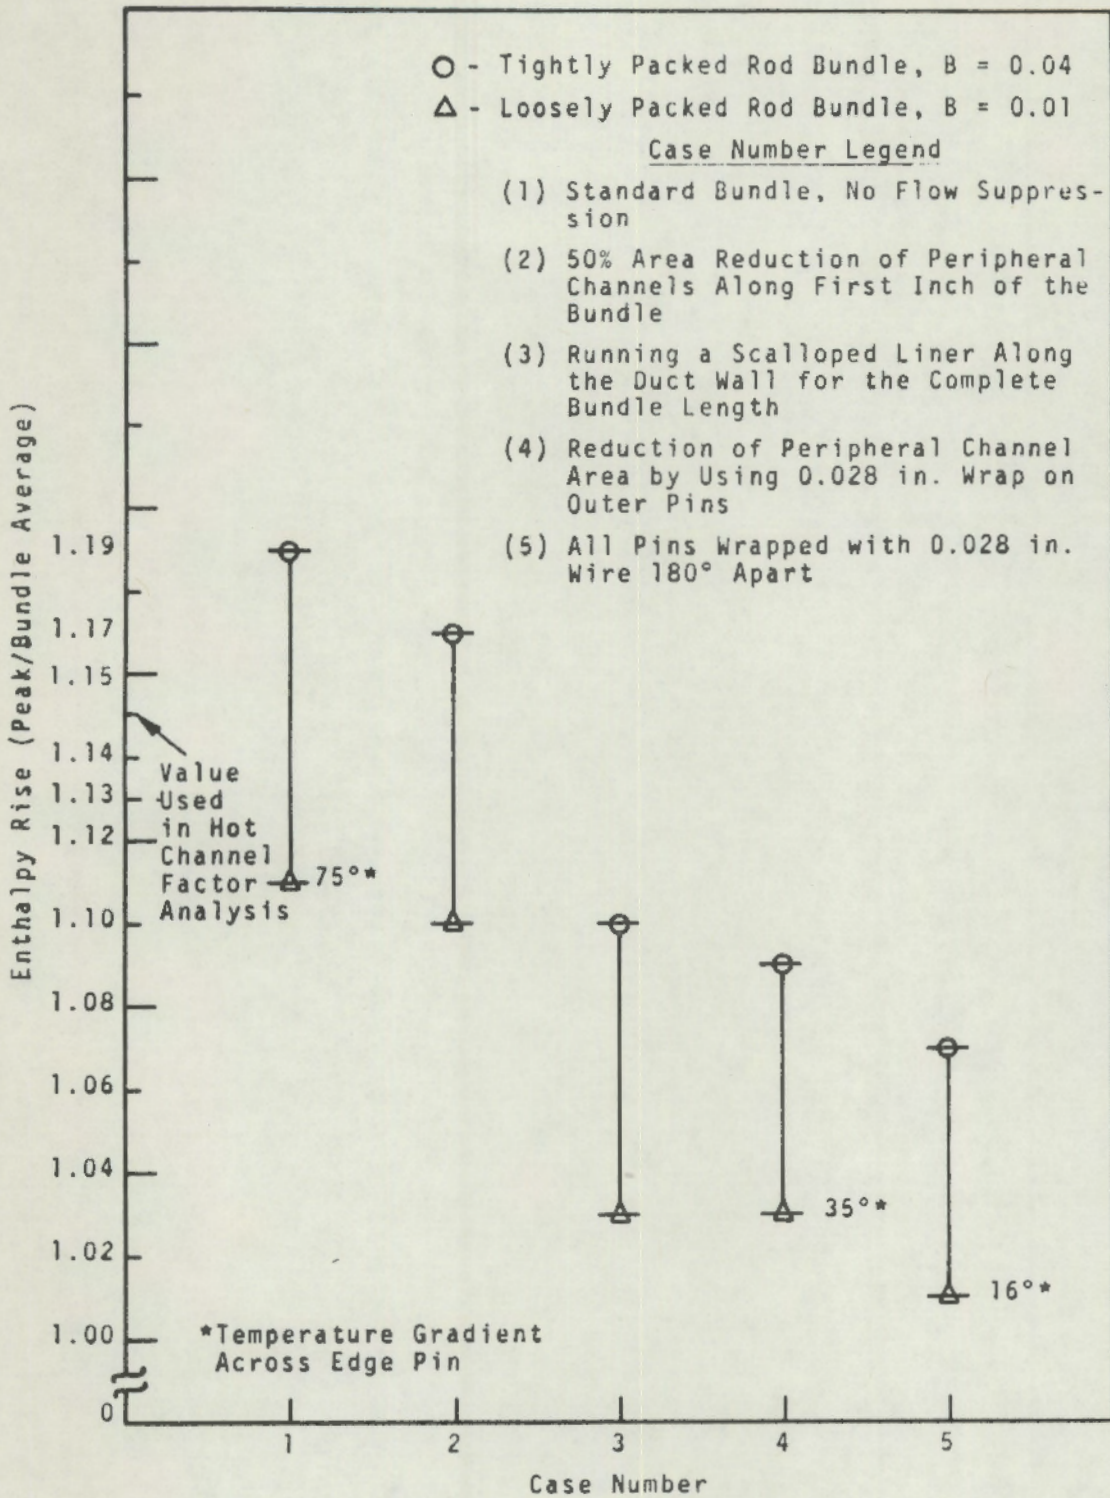 O - Tightly Packed Rod Bundle, B = 0.04
Δ - Loosely Packed Rod Bundle, B = 0.01
Case Number Legend
(1) Standard Bundle, No Flow Suppres-
sion
(2) 50% Area Reduction of Peripheral
Channels Along First Inch of the
Bundle
(3) Running a Scalloped Liner Along
the Duct Wall for the Complete
Bundle Length
(4) Reduction of Peripheral Channel
Area by Using 0.028 in. Wrap on
Outer Pins
(5) All Pins Wrapped with 0.028 in.
Wire 180° Apart
Enthalpy Rise (Peak/Bundle Average)
1.19
1.17
1.15
1.14
1.13
1.12
1.10
1.08
1.06
1.04
1.02
1.00
0
Value
Used
in Hot
Channel
Factor
Analysis
75°*
35°*
16°*
*Temperature Gradient
Across Edge Pin
1
2
3
4
5
Case Number